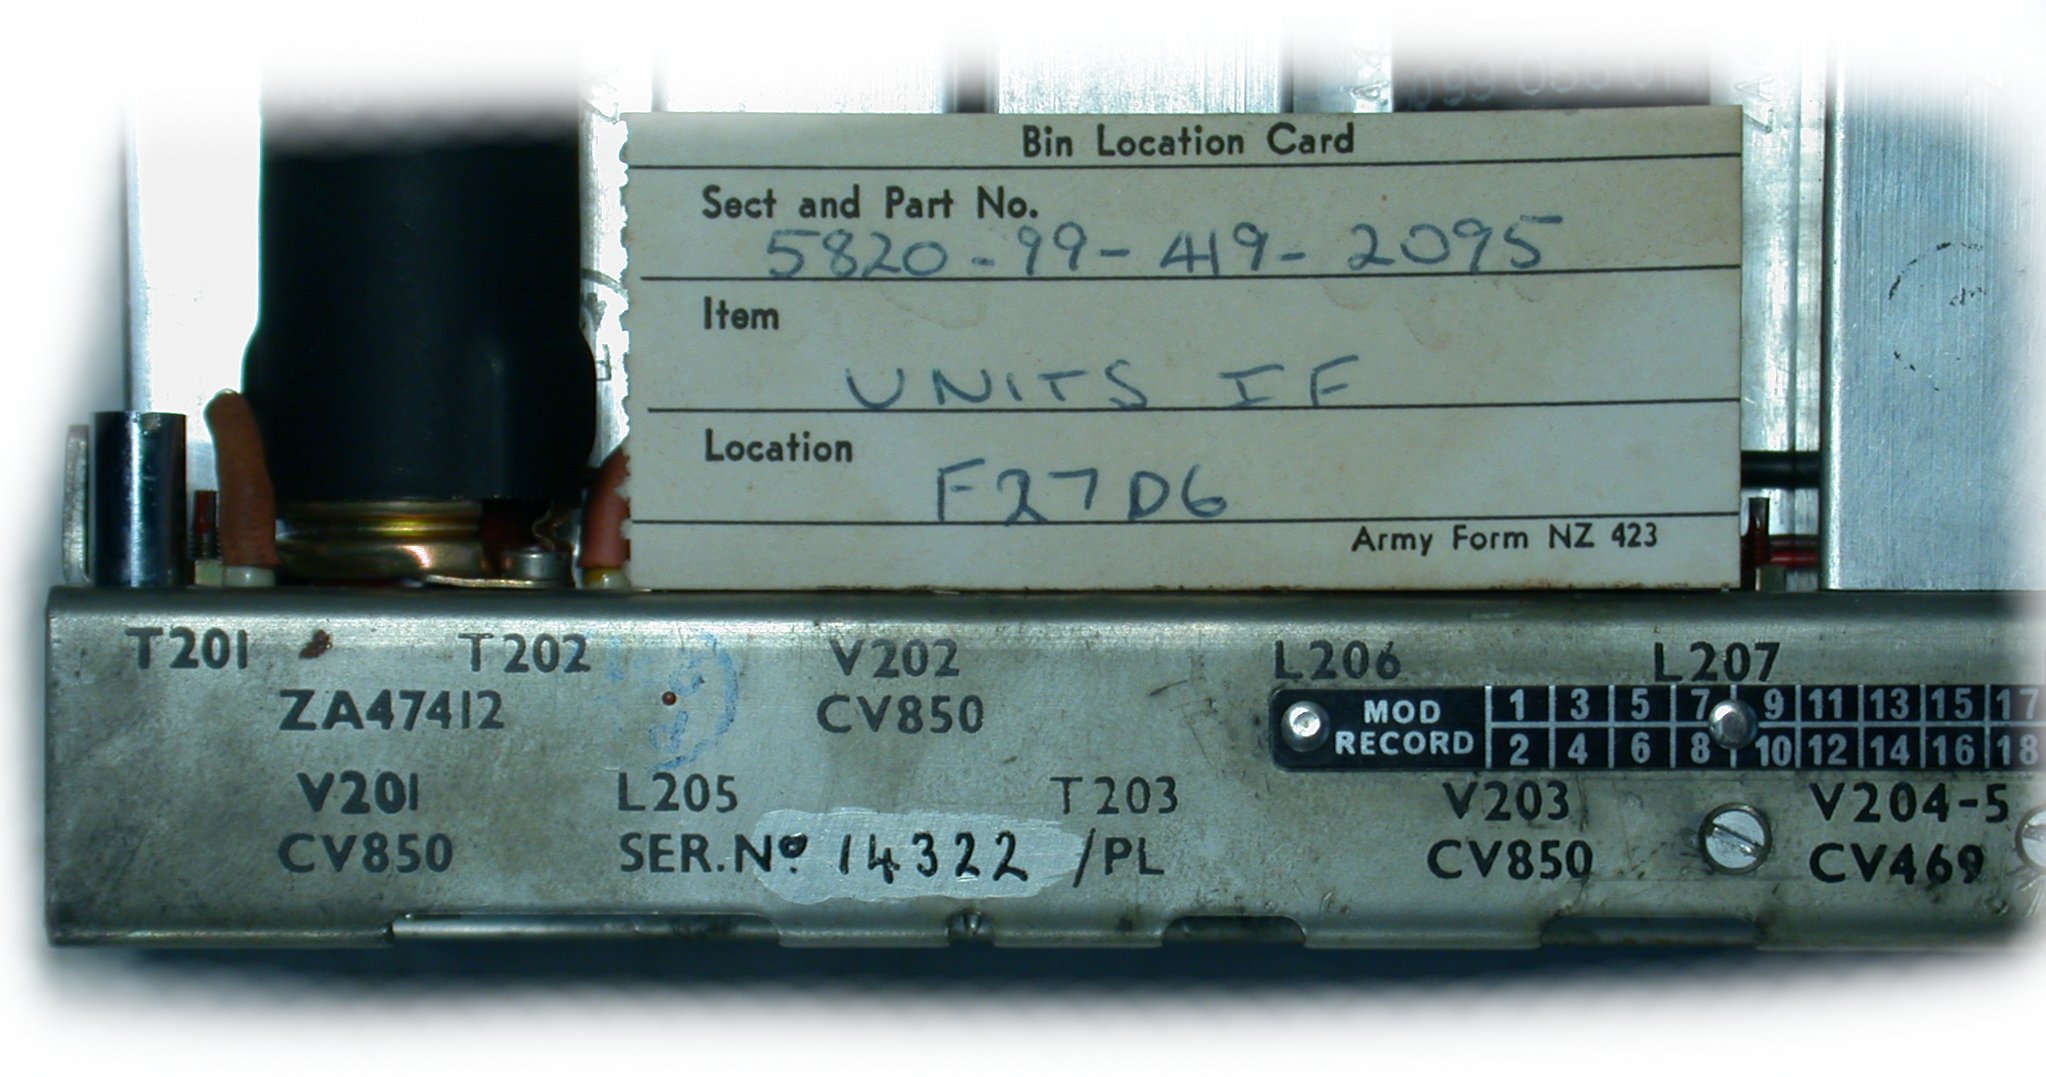 Bin Location Card
Sect and Part No.
5820-99-419-2095
Item
UNITS IF
Location
F27D6
Army Form NZ 423
T201 T202 V202 L206 L207
ZA47412 CV850
MOD RECORD
1 3 5 7 9 11 13 15 17
2 4 6 8 10 12 14 16 18
V201 L205 T203 V203 V204-5
CV850 SER. Nº 14322 /PL CV850 CV469